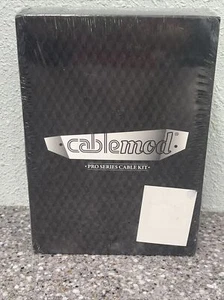 cablemod®
• PRO SERIES CABLE KIT •